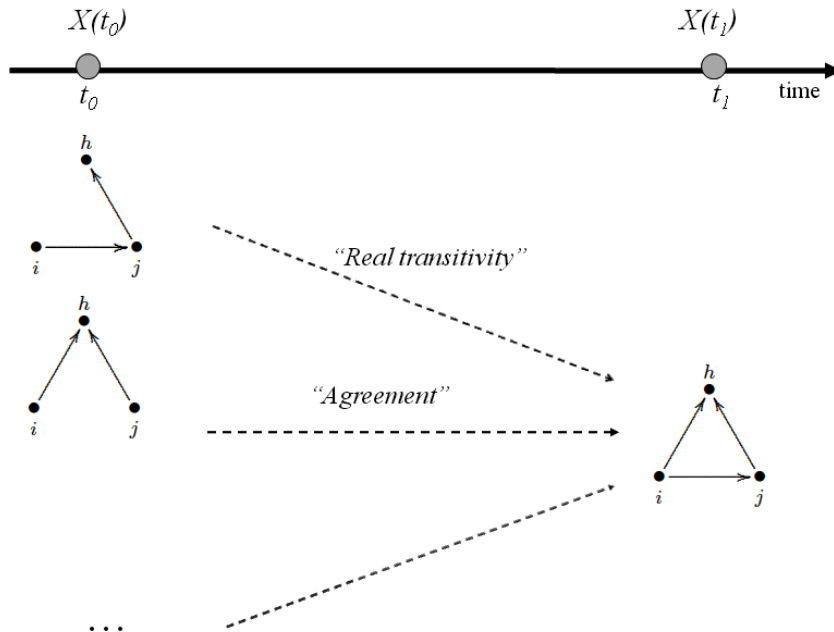 X(t₀) X(t₁)
t₀ t₁ time
h
i j
“Real transitivity”
h
i j
“Agreement”
h
i j
...